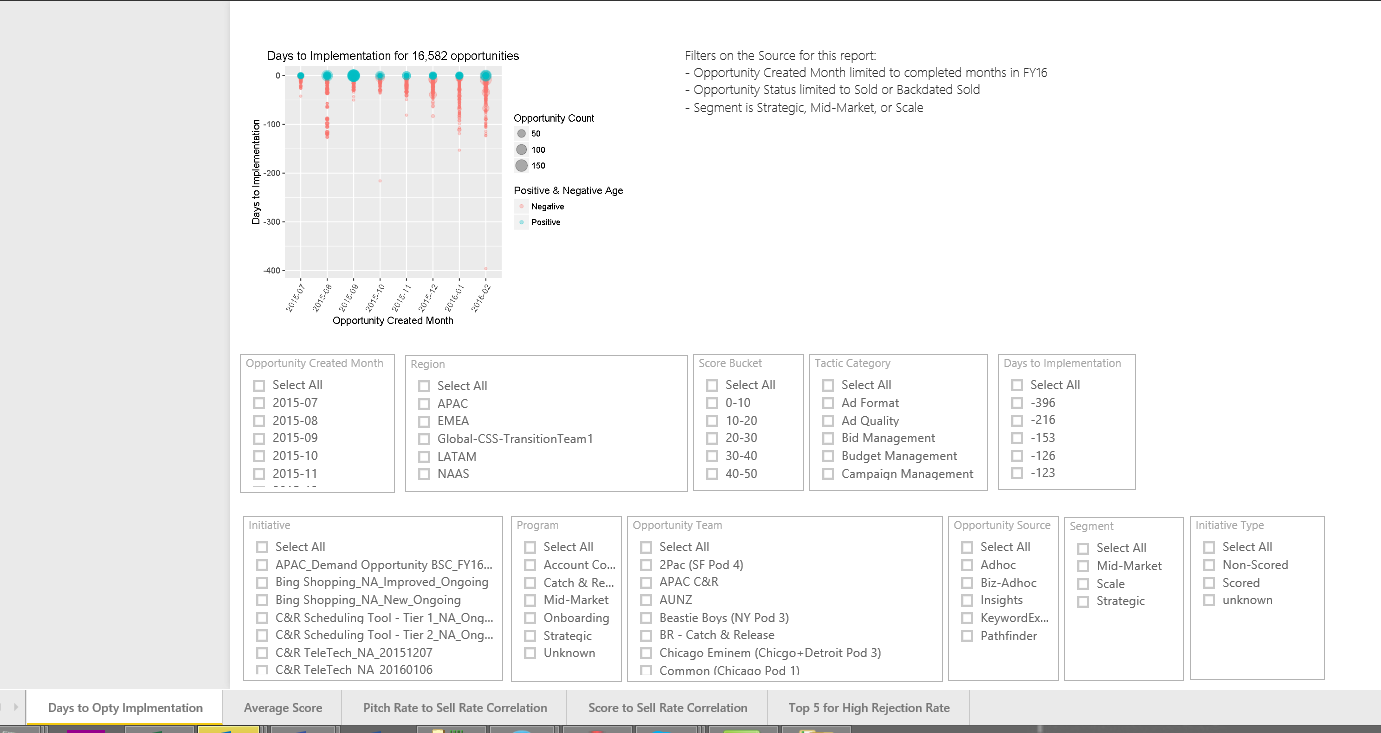 Days to Implementation for 16,582 opportunities
0
-100
-200
-300
-400
Days to Implementation
2015-07
2015-08
2015-09
2015-10
2015-11
2015-12
2016-01
2016-02
Opportunity Created Month
Opportunity Count
50
100
150
Positive & Negative Age
Negative
Positive
Filters on the Source for this report:
- Opportunity Created Month limited to completed months in FY16
- Opportunity Status limited to Sold or Backdated Sold
- Segment is Strategic, Mid-Market, or Scale
Opportunity Created Month
Select All
2015-07
2015-08
2015-09
2015-10
2015-11
Region
Select All
APAC
EMEA
Global-CSS-TransitionTeam1
LATAM
NAAS
Score Bucket
Select All
0-10
10-20
20-30
30-40
40-50
Tactic Category
Select All
Ad Format
Ad Quality
Bid Management
Budget Management
Campaign Management
Days to Implementation
Select All
-396
-216
-153
-126
-123
Initiative
Select All
APAC_Demand Opportunity BSC_FY16...
Bing Shopping_NA_Improved_Ongoing
Bing Shopping_NA_New_Ongoing
C&R Scheduling Tool - Tier 1_NA_Ong...
C&R Scheduling Tool - Tier 2_NA_Ong...
C&R TeleTech_NA_20151207
C&R TeleTech_NA_20160106
Program
Select All
Account Co...
Catch & Re...
Mid-Market
Onboarding
Strategic
Unknown
Opportunity Team
Select All
2Pac (SF Pod 4)
APAC C&R
AUNZ
Beastie Boys (NY Pod 3)
BR - Catch & Release
Chicago Eminem (Chicgo+Detroit Pod 3)
Common (Chicago Pod 1)
Opportunity Source
Select All
Adhoc
Biz-Adhoc
Insights
KeywordEx...
Pathfinder
Segment
Select All
Mid-Market
Scale
Strategic
Initiative Type
Select All
Non-Scored
Scored
unknown
Days to Opty Implmentation
Average Score
Pitch Rate to Sell Rate Correlation
Score to Sell Rate Correlation
Top 5 for High Rejection Rate